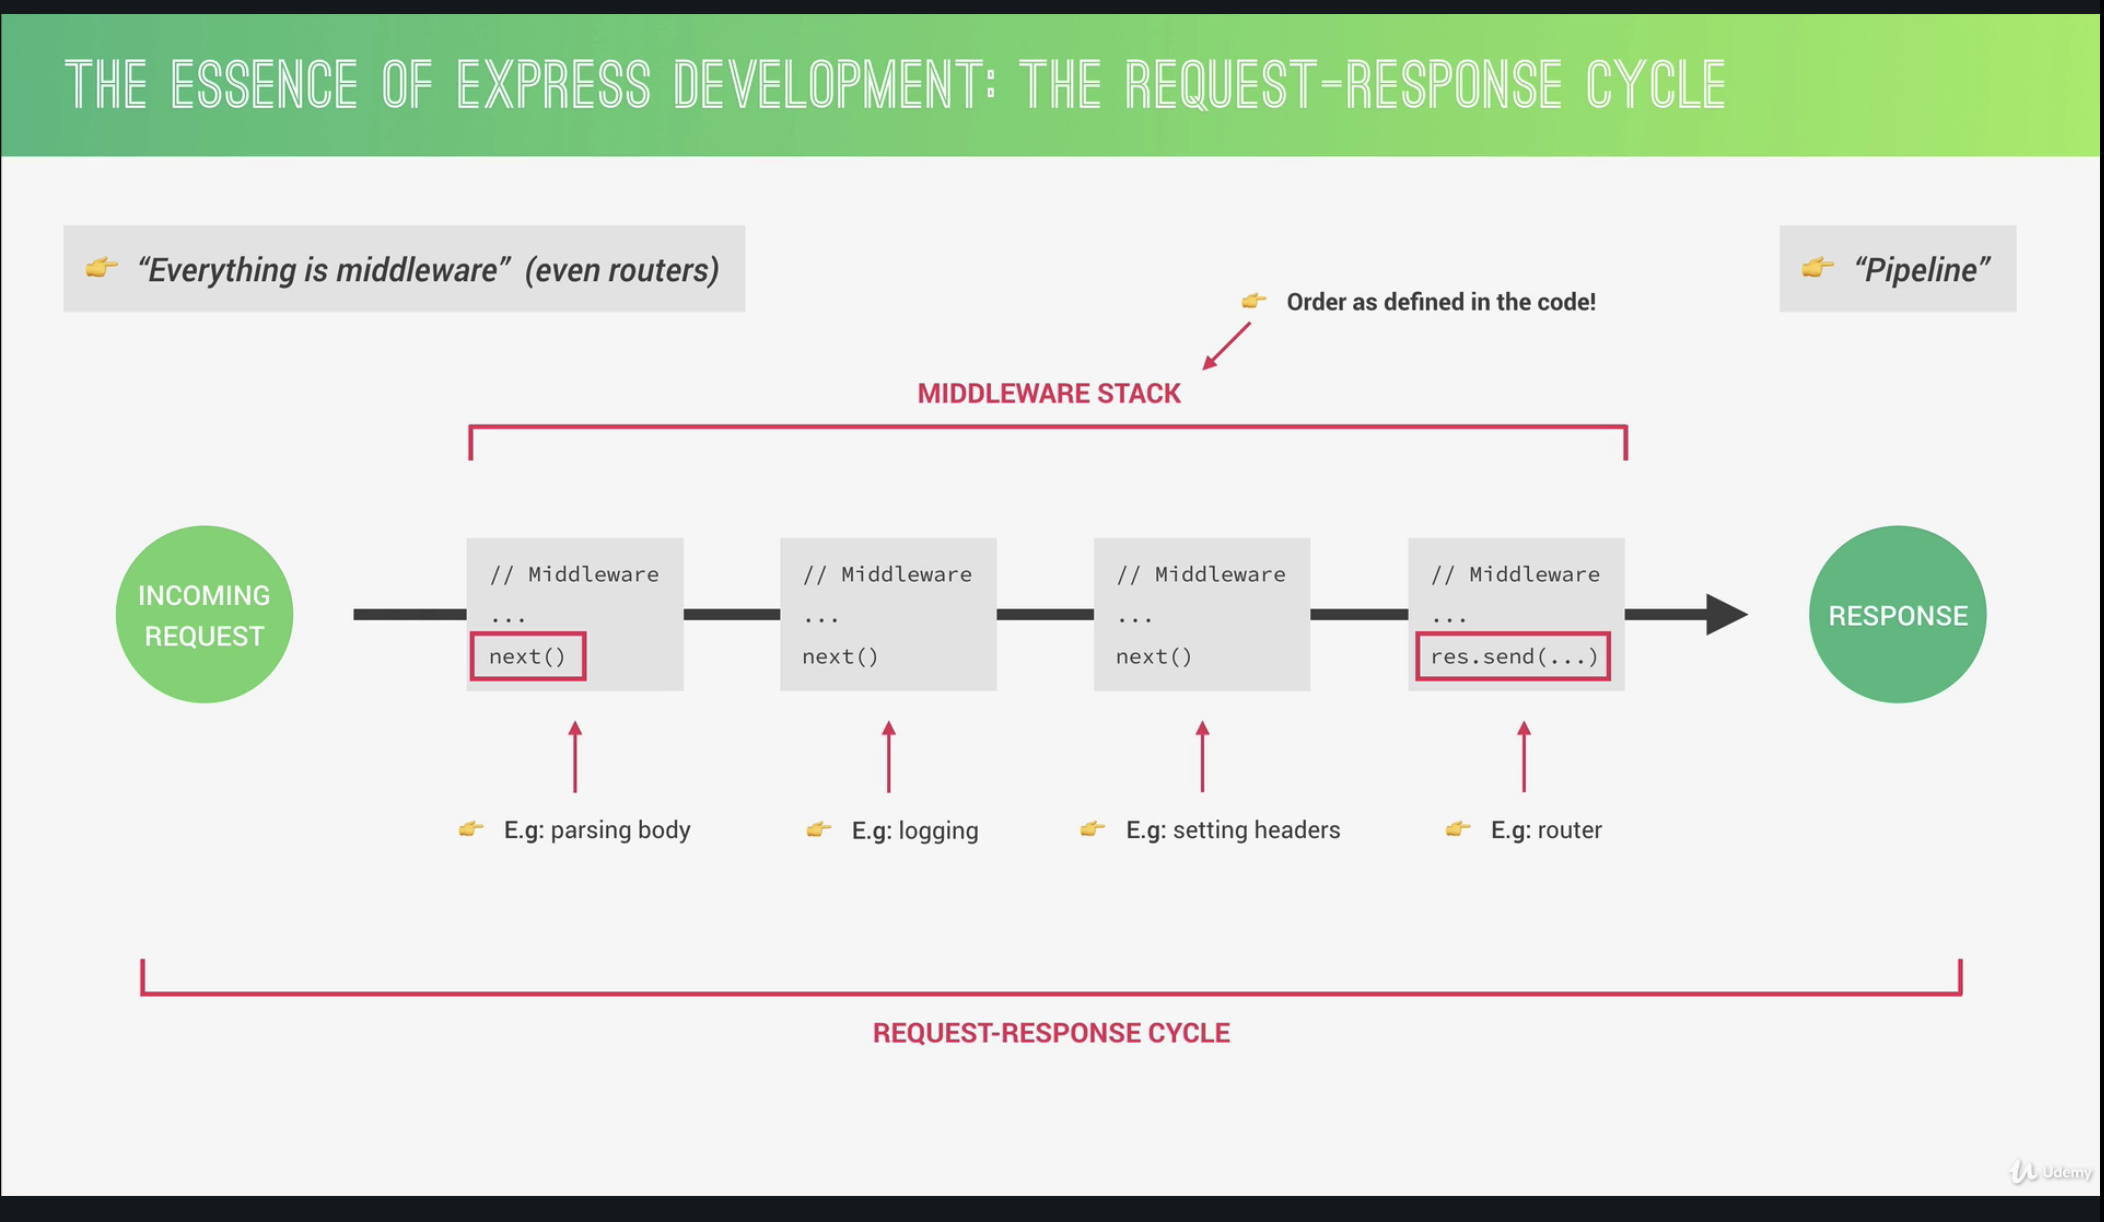 THE ESSENCE OF EXPRESS DEVELOPMENT: THE REQUEST-RESPONSE CYCLE
👉 “Everything is middleware” (even routers)
👉 “Pipeline”
👉 Order as defined in the code!
MIDDLEWARE STACK
INCOMING
REQUEST
// Middleware
...
next()
// Middleware
...
next()
// Middleware
...
next()
// Middleware
...
res.send(...)
RESPONSE
👉 E.g: parsing body
👉 E.g: logging
👉 E.g: setting headers
👉 E.g: router
REQUEST-RESPONSE CYCLE
Udemy